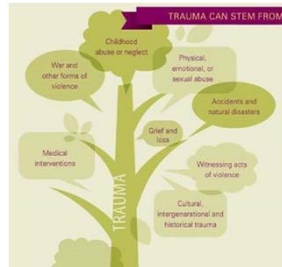 TRAUMA CAN STEM FROM
Childhood
abuse or neglect
War and
other forms of
violence
Physical,
emotional, or
sexual abuse
Accidents and
natural disasters
Grief and
loss
Medical
interventions
Witnessing acts
of violence
Cultural,
intergenerational and
historical trauma
TRAUMA